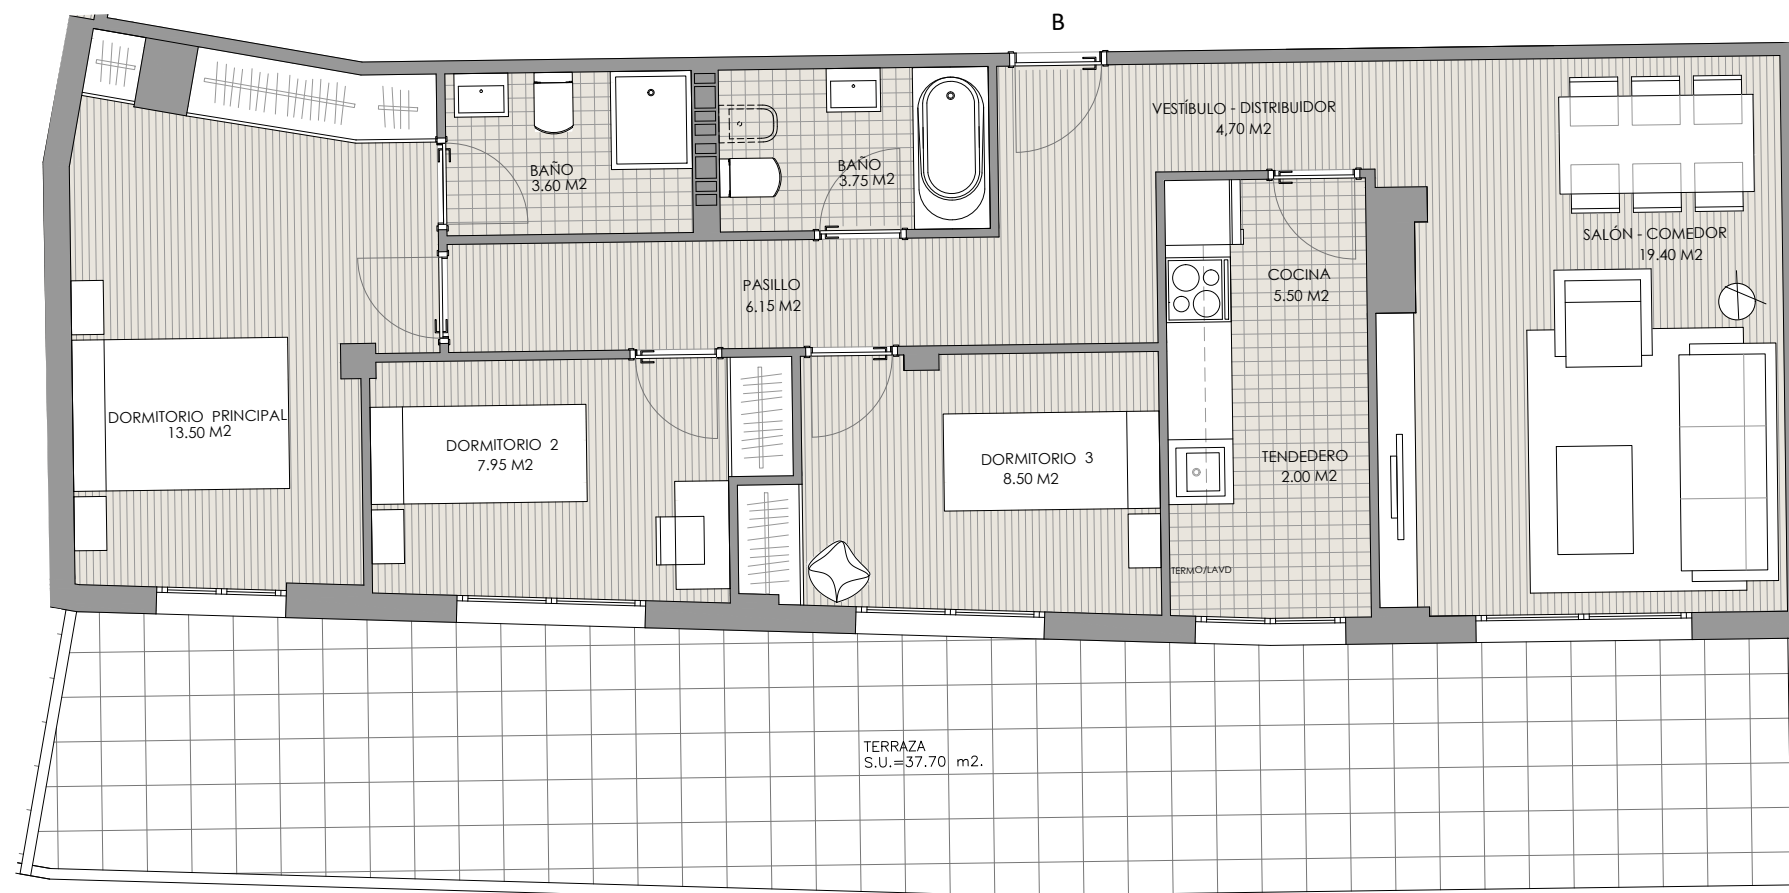 B
VESTÍBULO - DISTRIBUIDOR
4,70 M2
BAÑO
3.60 M2
BAÑO
3.75 M2
SALÓN - COMEDOR
19.40 M2
COCINA
5.50 M2
PASILLO
6.15 M2
DORMITORIO PRINCIPAL
13.50 M2
DORMITORIO 2
7.95 M2
DORMITORIO 3
8.50 M2
TENDEDERO
2.00 M2
TERMO/LAVD
TERRAZA
S.U.=37.70 m2.